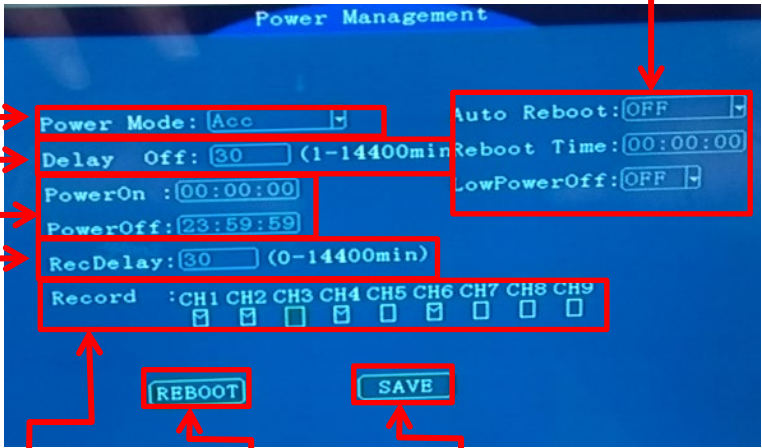 Power Management
Power Mode: Acc
Auto Reboot: OFF
Delay Off: 30 (1-14400min
Reboot Time: 00:00:00
PowerOn : 00:00:00
LowPowerOff: OFF
PowerOff: 23:59:59
RecDelay: 30 (0-14400min)
Record : CH1 CH2 CH3 CH4 CH5 CH6 CH7 CH8 CH9
REBOOT
SAVE